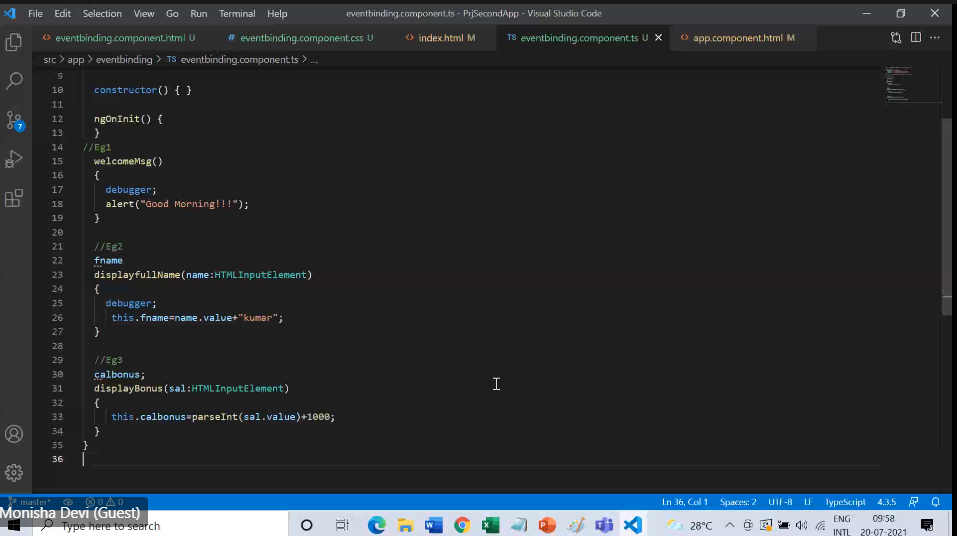 File Edit Selection View Go Run Terminal Help eventbinding.component.ts - PrjSecondApp - Visual Studio Code
eventbinding.component.html U # eventbinding.component.css U index.html M TS eventbinding.component.ts U app.component.html M
src > app > eventbinding > TS eventbinding.component.ts > ...
9
10 constructor() { }
11
12 ngOnInit() {
13 }
14 //Eg1
15 welcomeMsg()
16 {
17 debugger;
18 alert("Good Morning!!!");
19 }
20
21 //Eg2
22 fname
23 displayfullName(name:HTMLInputElement)
24 {
25 debugger;
26 this.fname=name.value+"kumar";
27 }
28
29 //Eg3
30 calbonus;
31 displayBonus(sal:HTMLInputElement)
32 {
33 this.calbonus=parseInt(sal.value)+1000;
34 }
35 }
36
7
master* 0 0 Ln 36, Col 1 Spaces: 2 UTF-8 LF TypeScript 4.3.5
Monisha Devi (Guest)
Type here to search 28°C ENG INTL 09:58 20-07-2021